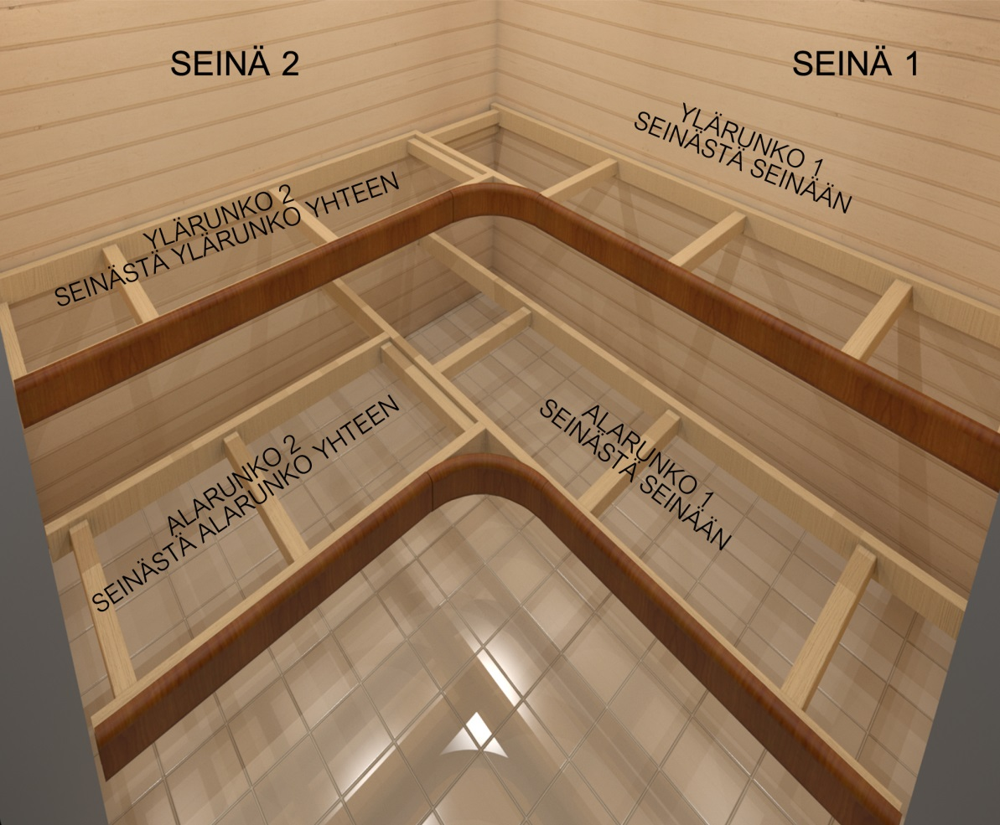 SEINÄ 2
SEINÄ 1
YLÄRUNKO 1
SEINÄSTÄ SEINÄÄN
YLÄRUNKO 2
SEINÄSTÄ YLÄRUNKO YHTEEN
ALARUNKO 2
SEINÄSTÄ ALARUNKO YHTEEN
ALARUNKO 1
SEINÄSTÄ SEINÄÄN